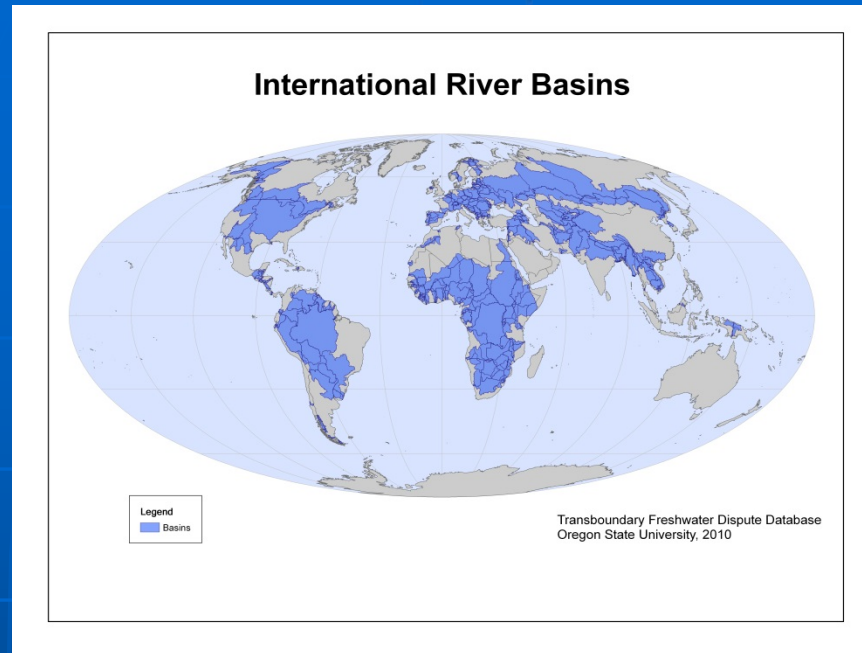 International River Basins
Legend
Basins
Transboundary Freshwater Dispute Database
Oregon State University, 2010